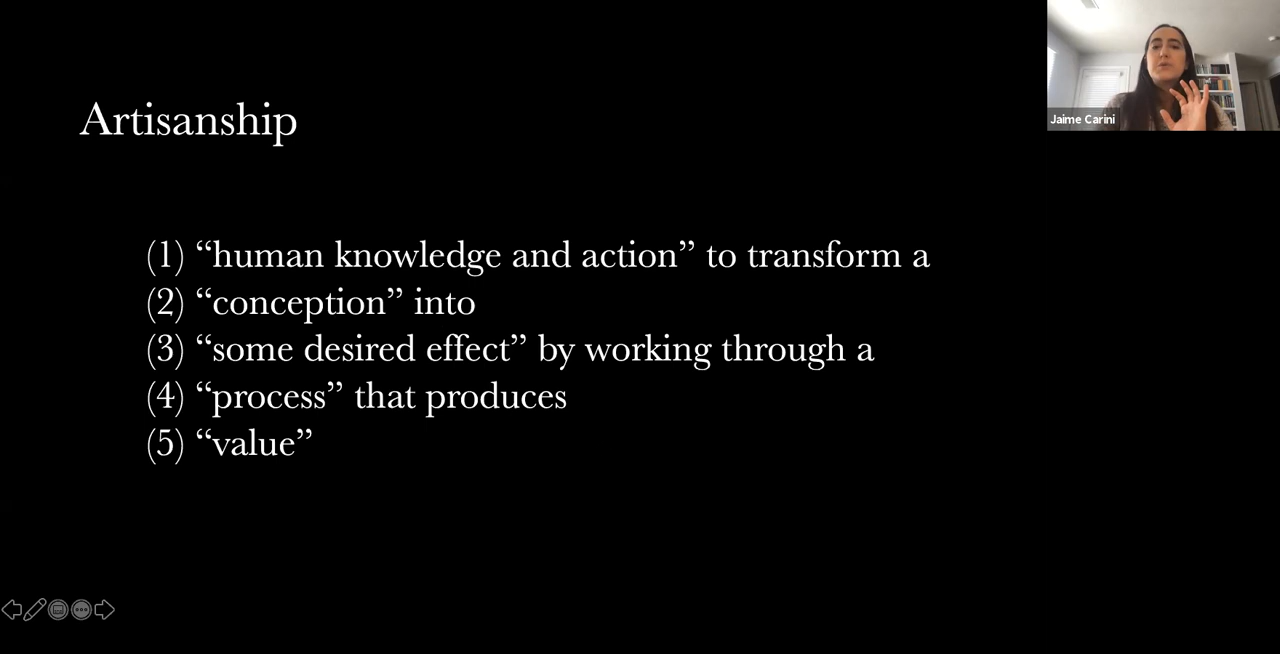 Artisanship
Jaime Carini
(1) “human knowledge and action” to transform a
(2) “conception” into
(3) “some desired effect” by working through a
(4) “process” that produces
(5) “value”